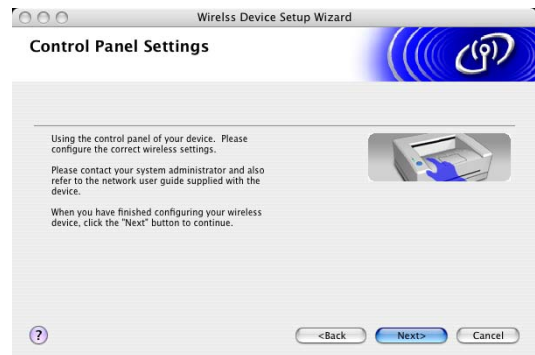 Wirelss Device Setup Wizard
Control Panel Settings
Using the control panel of your device. Please
configure the correct wireless settings.
Please contact your system administrator and also
refer to the network user guide supplied with the
device.
When you have finished configuring your wireless
device, click the "Next" button to continue.
?
<Back
Next>
Cancel